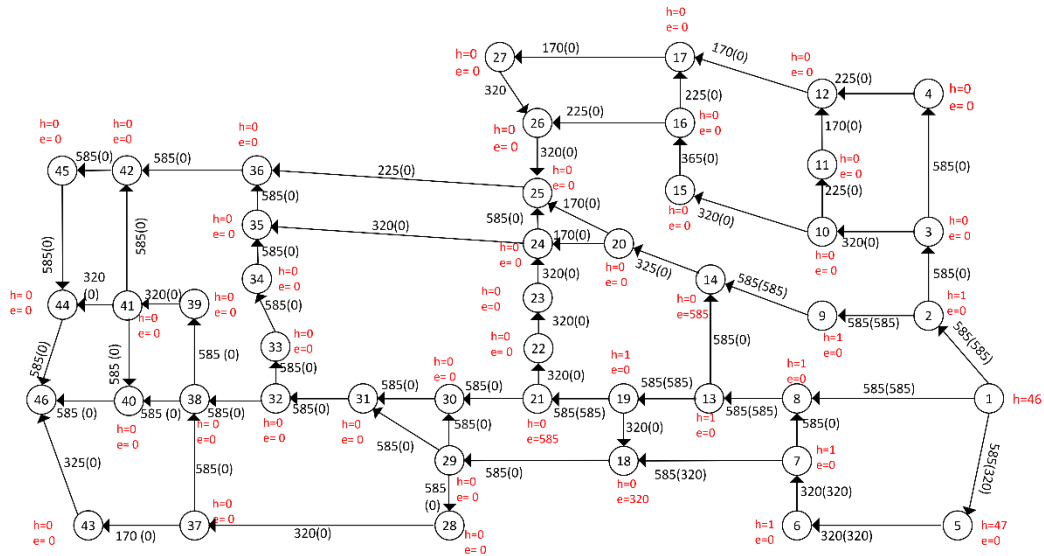 h=0
e= 0
27
170(0)
17
h=0
e= 0
170(0)
h=0
e= 0
12
225(0)
4
h=0
e= 0
320
h=0
e= 0
26
225(0)
16
h=0
e= 0
225(0)
170(0)
11
h=0
e= 0
585(0)
h=0
e= 0
45
585(0)
h=0
e= 0
42
585(0)
h=0
e= 0
36
225(0)
320(0)
h=0
e= 0
25
365(0)
15
h=0
e= 0
225(0)
585(0)
35
h=0
e= 0
320(0)
585(0)
170(0)
320(0)
10
h=0
e= 0
320(0)
3
h=0
e= 0
585(0)
585(0)
585(0)
24
h=0
e= 0
170(0)
20
h=0
e= 0
325(0)
585(0)
34
h=0
e= 0
320(0)
14
h=0
e=585
585(585)
h=0
e= 0
44
320
(0)
41
h=0
e= 0
320(0)
39
h=0
e= 0
585(0)
h=0
e= 0
23
9
h=1
e=0
585(585)
2
h=1
e=0
585(585)
585(0)
585 (0)
585 (0)
33
h=0
e=0
585(0)
320(0)
h=0
e= 0
22
320(0)
585(0)
46
585 (0)
40
h=0
e= 0
585 (0)
38
h=0
e=0
585(0)
32
h=0
e= 0
585(0)
31
h=0
e= 0
585(0)
h=0
e= 0
30
585(0)
21
h=0
e=585
585(585)
h=1
e=0
19
585(585)
13
h=1
e=0
585(585)
h=1
e=0
8
585(585)
1
h=46
325(0)
585(0)
585(0)
585(0)
29
h=0
e= 0
585(0)
320(0)
18
h=0
e=320
585(320)
7
h=1
e=0
585(0)
585(320)
h=0
e= 0
43
170 (0)
37
h=0
e= 0
320(0)
585
(0)
28
h=0
e= 0
320(320)
h=1
e=0
6
320(320)
5
h=47
e=0